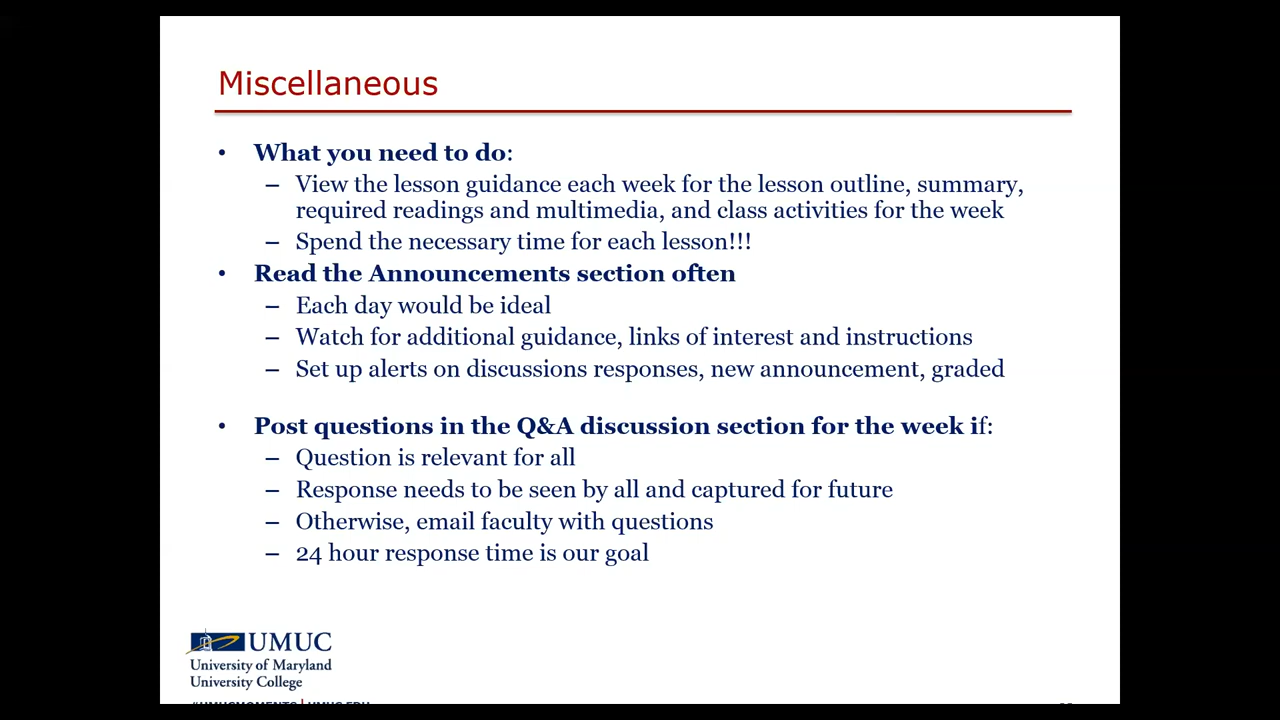 Miscellaneous
• What you need to do:
– View the lesson guidance each week for the lesson outline, summary,
required readings and multimedia, and class activities for the week
– Spend the necessary time for each lesson!!!
• Read the Announcements section often
– Each day would be ideal
– Watch for additional guidance, links of interest and instructions
– Set up alerts on discussions responses, new announcement, graded
• Post questions in the Q&A discussion section for the week if:
– Question is relevant for all
– Response needs to be seen by all and captured for future
– Otherwise, email faculty with questions
– 24 hour response time is our goal
UMUC
University of Maryland
University College
#UMUCMOMENTS | UMUC.EDU